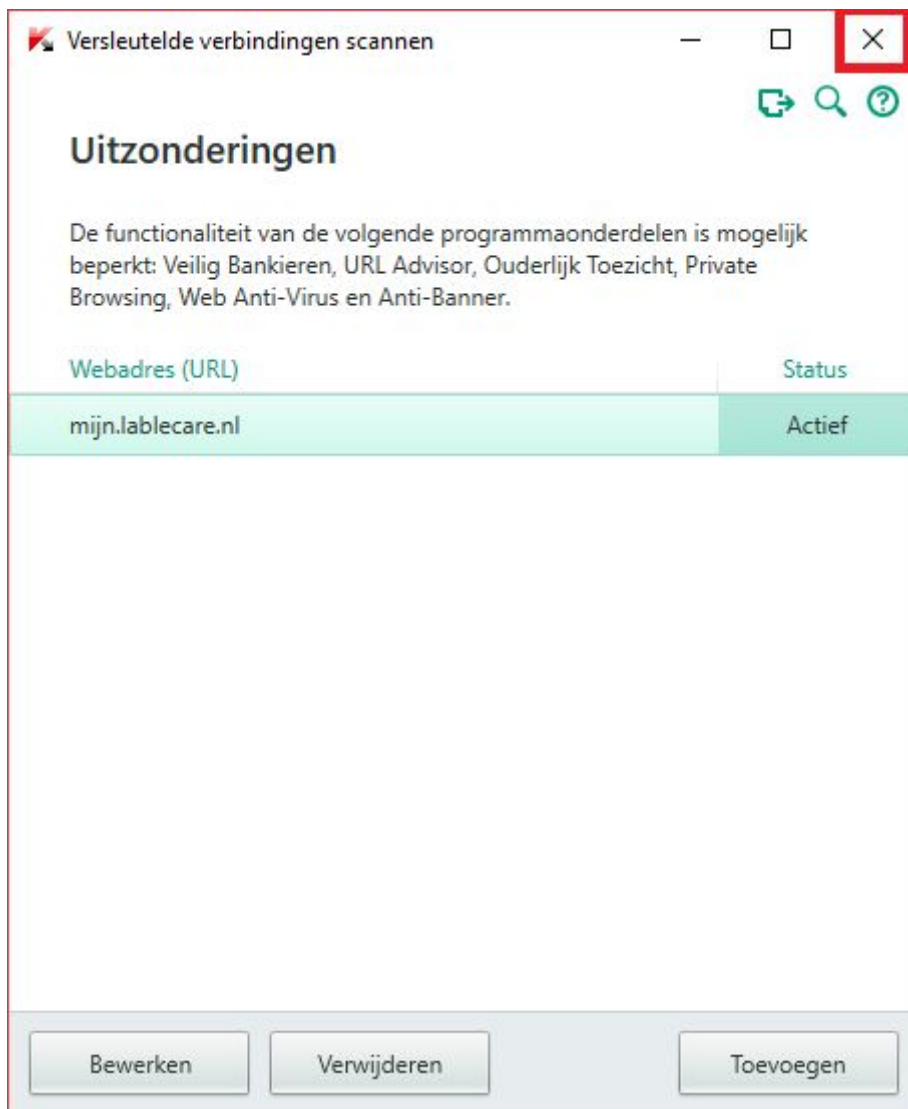 Versleutelde verbindingen scannen
Uitzonderingen
De functionaliteit van de volgende programmaonderdelen is mogelijk
beperkt: Veilig Bankieren, URL Advisor, Ouderlijk Toezicht, Private
Browsing, Web Anti-Virus en Anti-Banner.
Webadres (URL) Status
mijn.lablecare.nl Actief
Bewerken Verwijderen Toevoegen